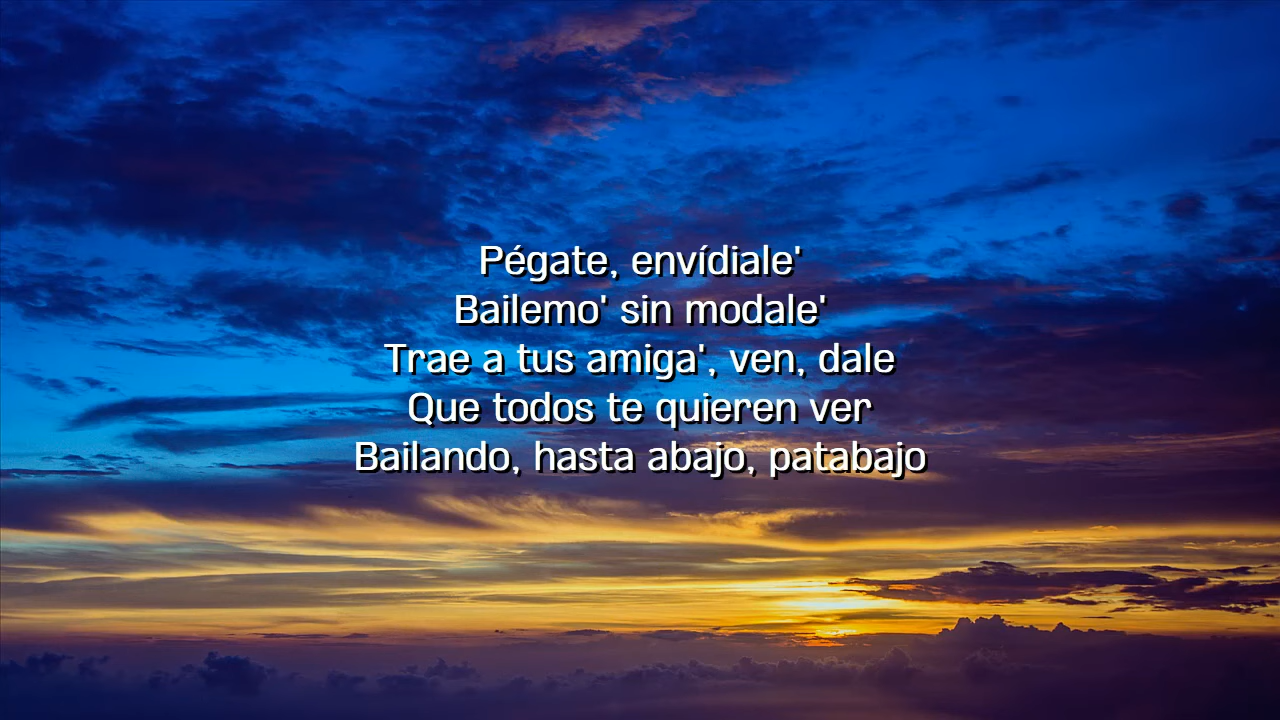 Pégate, envídiale'
Bailemo' sin modale'
Trae a tus amiga', ven, dale
Que todos te quieren ver
Bailando, hasta abajo, patabajo